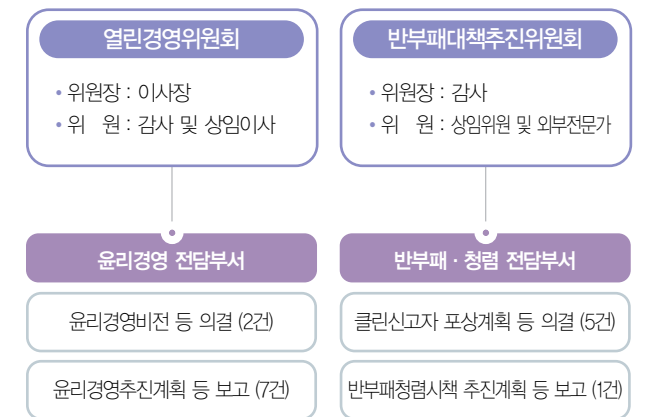 열린경영위원회
• 위원장 : 이사장
• 위 원 : 감사 및 상임이사
윤리경영 전담부서
윤리경영비전 등 의결 (2건)
윤리경영추진계획 등 보고 (7건)
반부패대책추진위원회
• 위원장 : 감사
• 위 원 : 상임위원 및 외부전문가
반부패 · 청렴 전담부서
클린신고자 포상계획 등 의결 (5건)
반부패청렴시책 추진계획 등 보고 (1건)